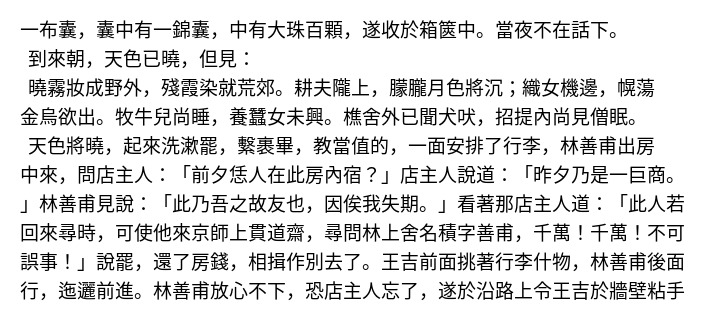 一布囊，囊中有一錦囊，中有大珠百顆，遂收於箱篋中。當夜不在話下。
到來朝，天色已曉，但見：
曉霧妝成野外，殘霞染就荒郊。耕夫隴上，朦朧月色將沉；織女機邊，幌蕩
金烏欲出。牧牛兒尚睡，養蠶女未興。樵舍外已聞犬吠，招提內尚見僧眠。
天色將曉，起來洗漱罷，繫裹畢，教當值的，一面安排了行李，林善甫出房
中來，問店主人：「前夕恁人在此房內宿？」店主人說道：「昨夕乃是一巨商。
」林善甫見說：「此乃吾之故友也，因俟我失期。」看著那店主人道：「此人若
回來尋時，可使他來京師上貫道齋，尋問林上舍名積字善甫，千萬！千萬！不可
誤事！」說罷，還了房錢，相揖作別去了。王吉前面挑著行李什物，林善甫後面
行，迤邐前進。林善甫放心不下，恐店主人忘了，遂於沿路上令王吉於牆壁粘手